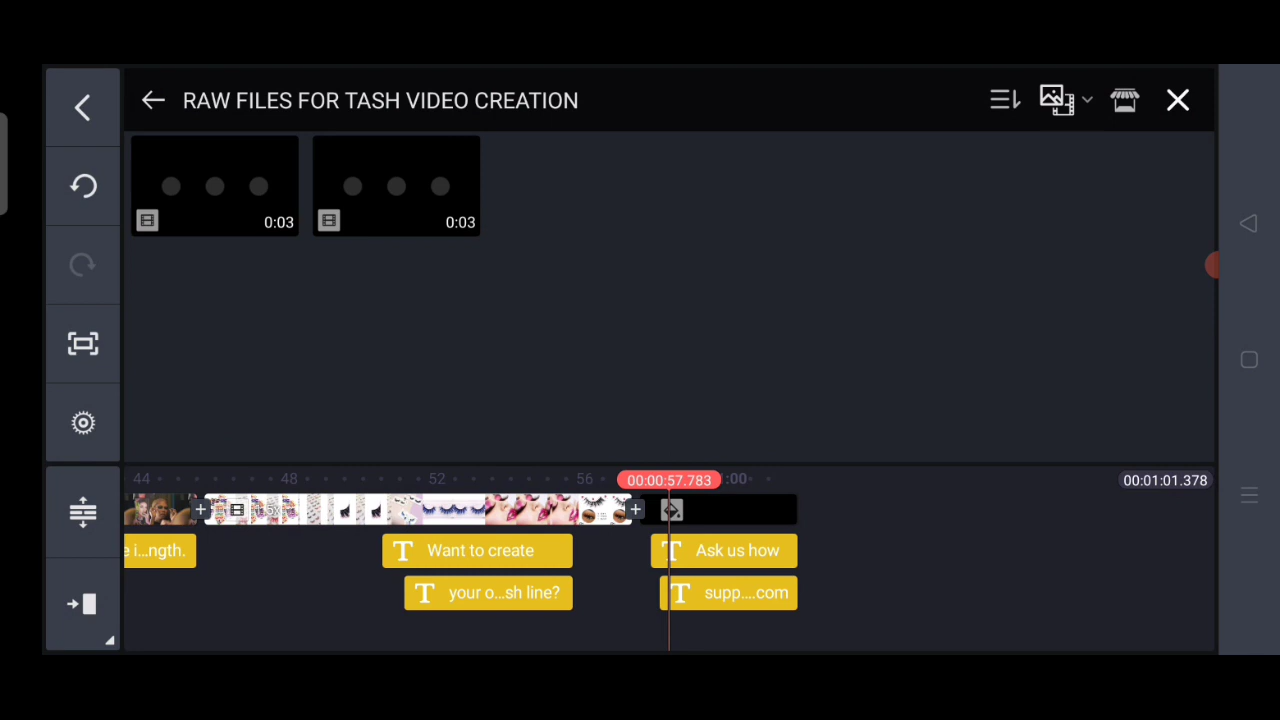 RAW FILES FOR TASH VIDEO CREATION
0:03
0:03
44
48
52
56
00:00:57.783
:00
00:01:01.378
e i...ngth.
Want to create
Ask us how
your o...sh line?
supp....com